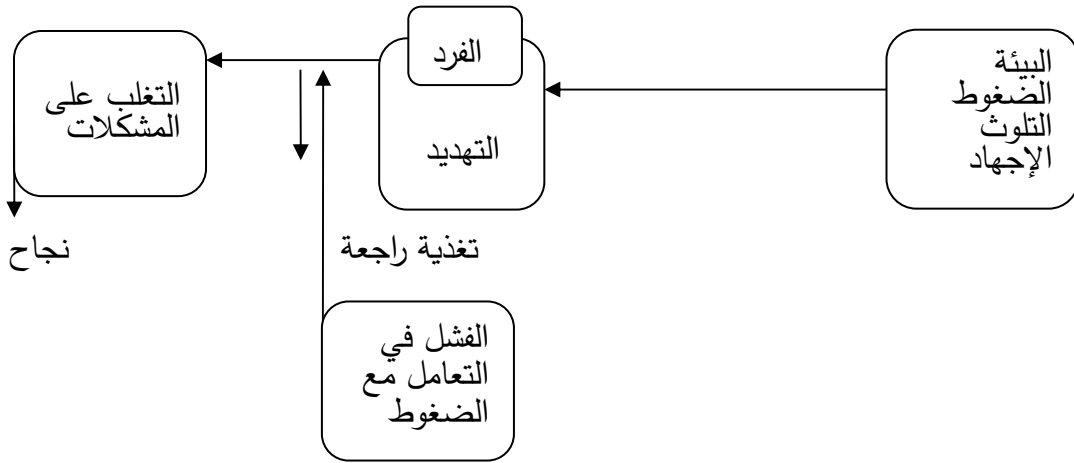 البيئة
الضغوط
التلوث
الإجهاد
الفرد
التهديد
التغلب على
المشكلات
نجاح
تغذية راجعة
الفشل في
التعامل مع
الضغوط